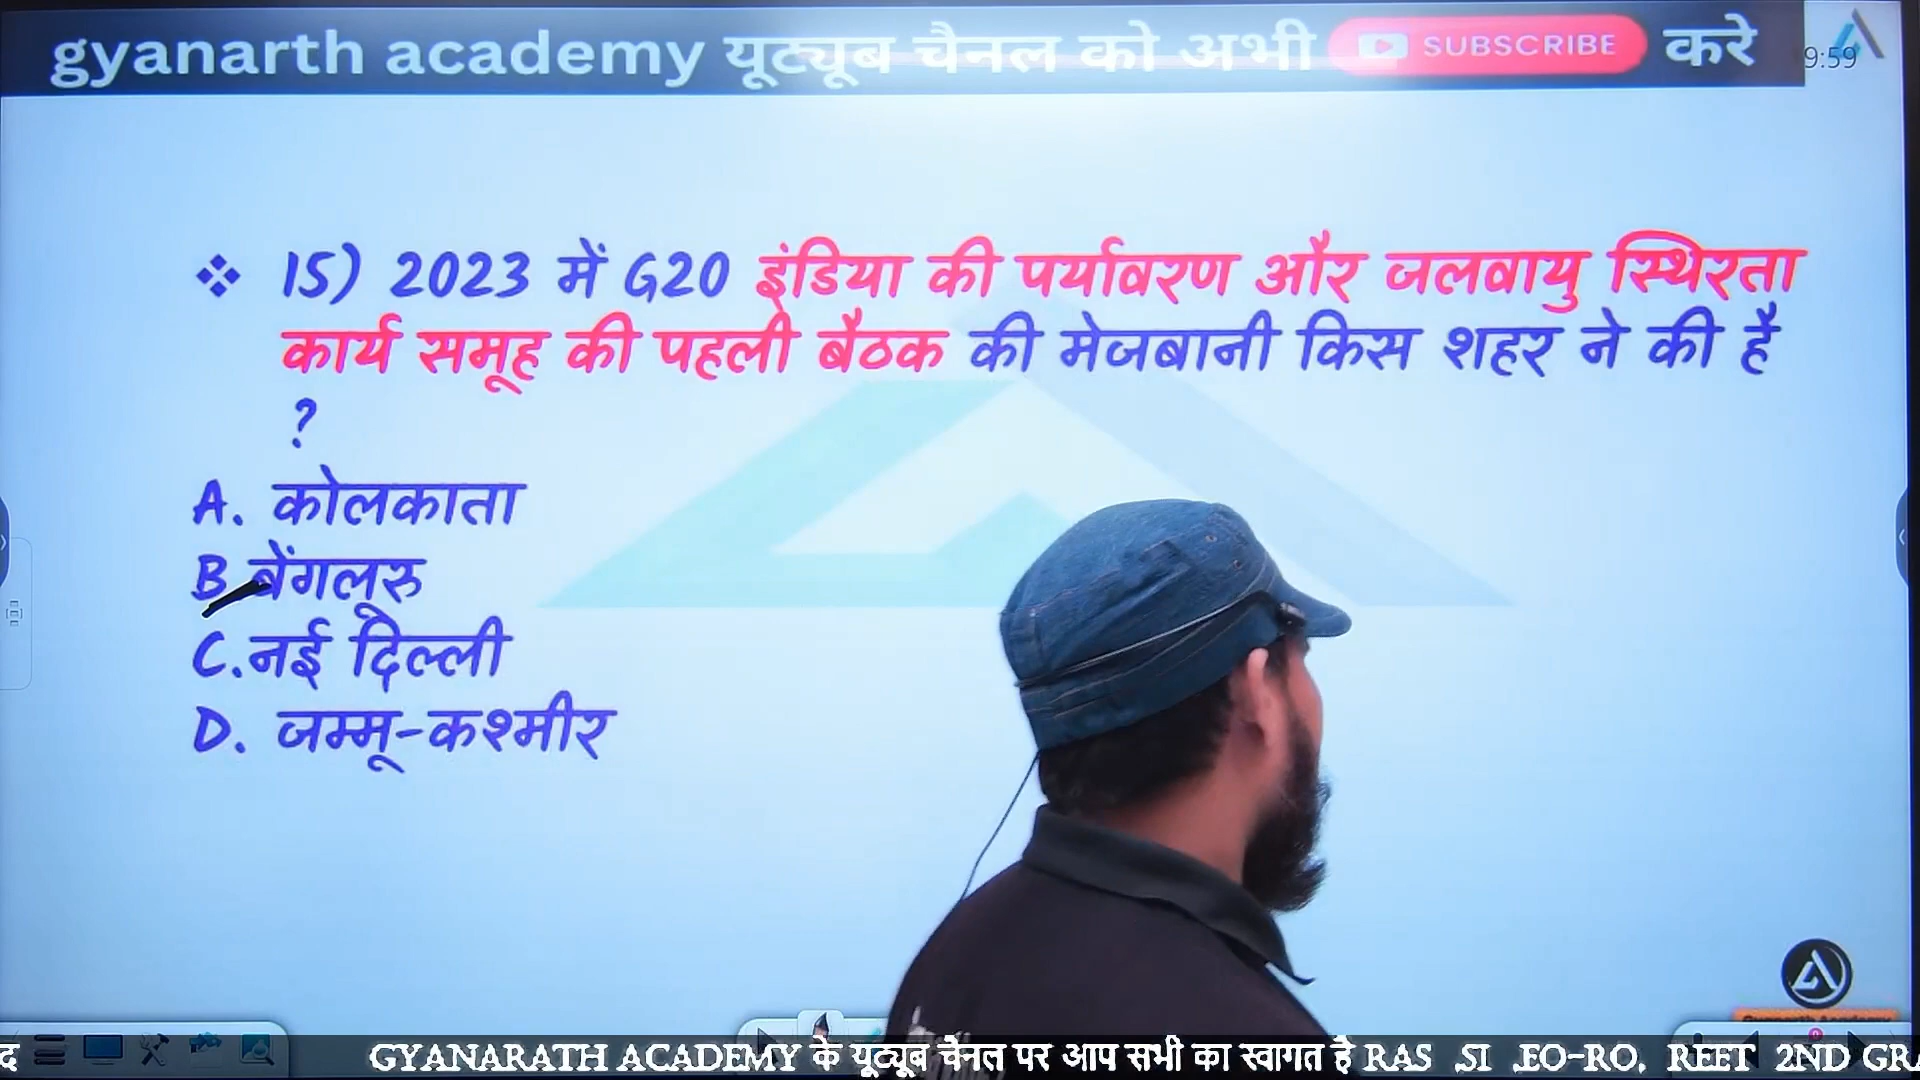 gyanarth academy यूट्यूब चैनल को अभी SUBSCRIBE करे
9:59
15) 2023 में G20 इंडिया की पर्यावरण और जलवायु स्थिरता
कार्य समूह की पहली बैठक की मेजबानी किस शहर ने की है
?
A. कोलकाता
B बेंगलूरु
C.नई दिल्ली
D. जम्मू-कश्मीर
GYANARATH ACADEMY के यूट्यूब चैनल पर आप सभी का स्वागत है RAS ,SI ,EO-RO, REET 2ND GRA